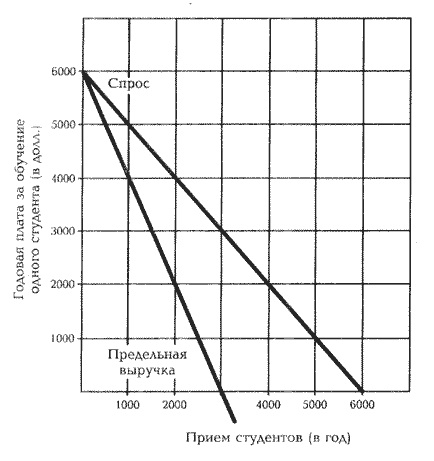 Годовая плата за обучение
одного студента (в долл.)
6000
5000
4000
3000
2000
1000
Спрос
Предельная
выручка
1000
2000
4000
5000
6000
Прием студентов (в год)